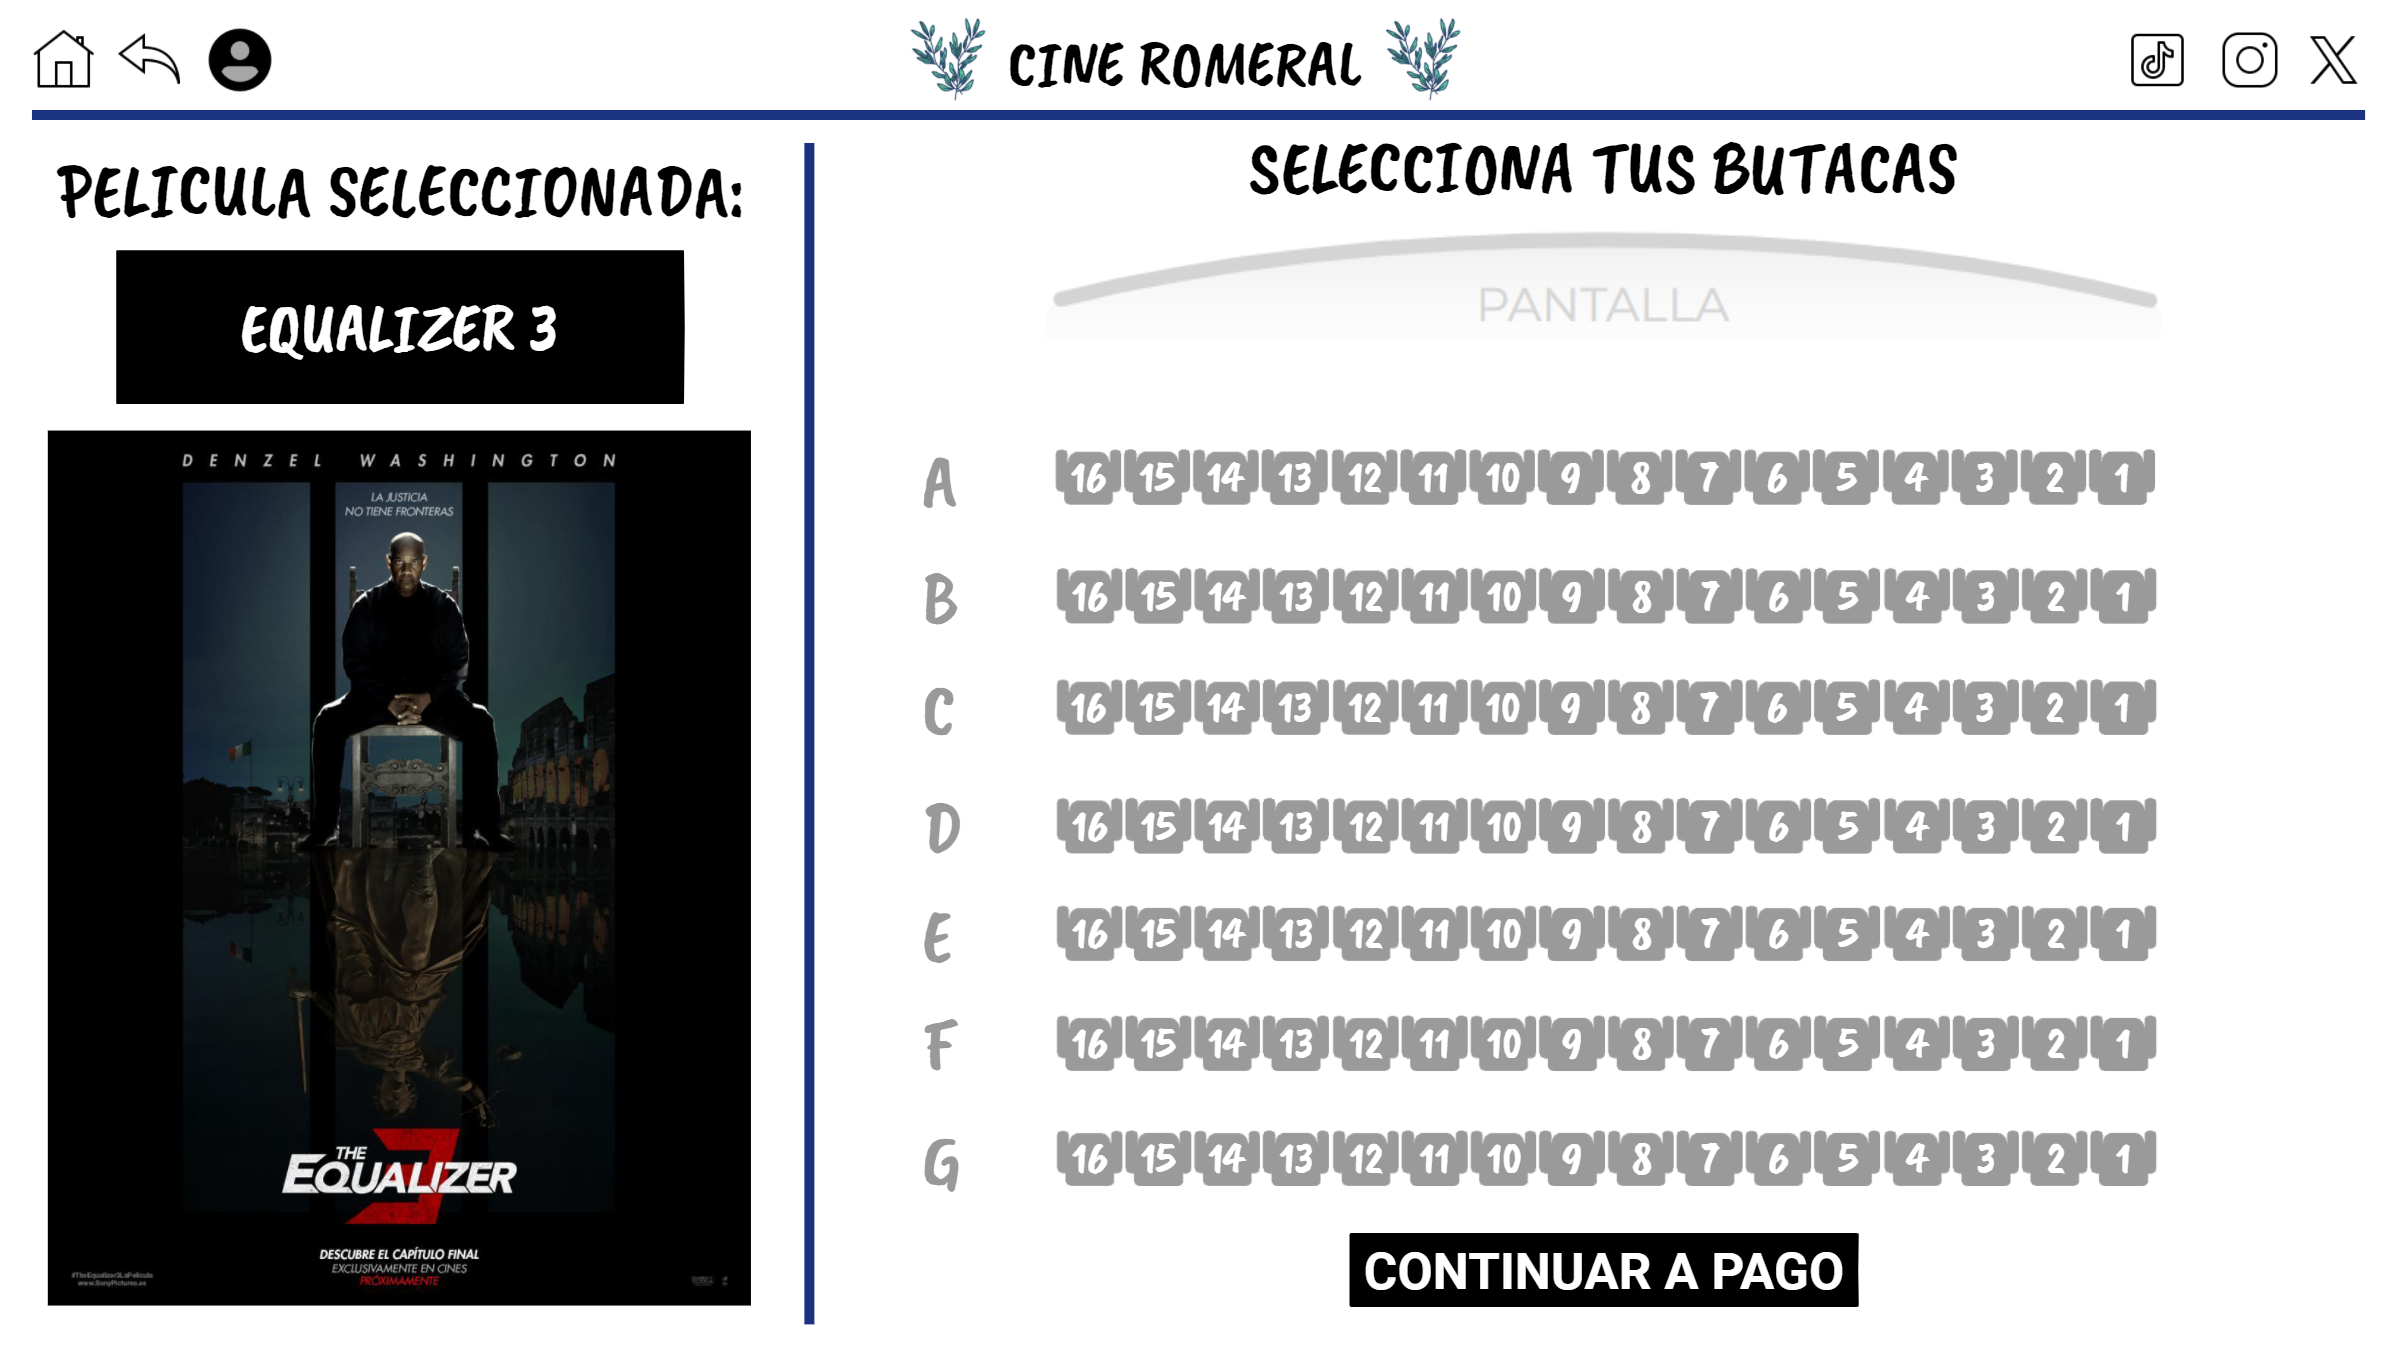 CINE ROMERAL
PELICULA SELECCIONADA:
EQUALIZER 3
DENZEL WASHINGTON
LA JUSTICIA
NO TIENE FRONTERAS
THE
EQUALIZER
3
DESCUBRE EL CAPÍTULO FINAL
EXCLUSIVAMENTE EN CINES
PRÓXIMAMENTE
#TheEqualizer3LaPelicula
www.SonyPictures.es
SELECCIONA TUS BUTACAS
PANTALLA
A 16 15 14 13 12 11 10 9 8 7 6 5 4 3 2 1
B 16 15 14 13 12 11 10 9 8 7 6 5 4 3 2 1
C 16 15 14 13 12 11 10 9 8 7 6 5 4 3 2 1
D 16 15 14 13 12 11 10 9 8 7 6 5 4 3 2 1
E 16 15 14 13 12 11 10 9 8 7 6 5 4 3 2 1
F 16 15 14 13 12 11 10 9 8 7 6 5 4 3 2 1
G 16 15 14 13 12 11 10 9 8 7 6 5 4 3 2 1
CONTINUAR A PAGO